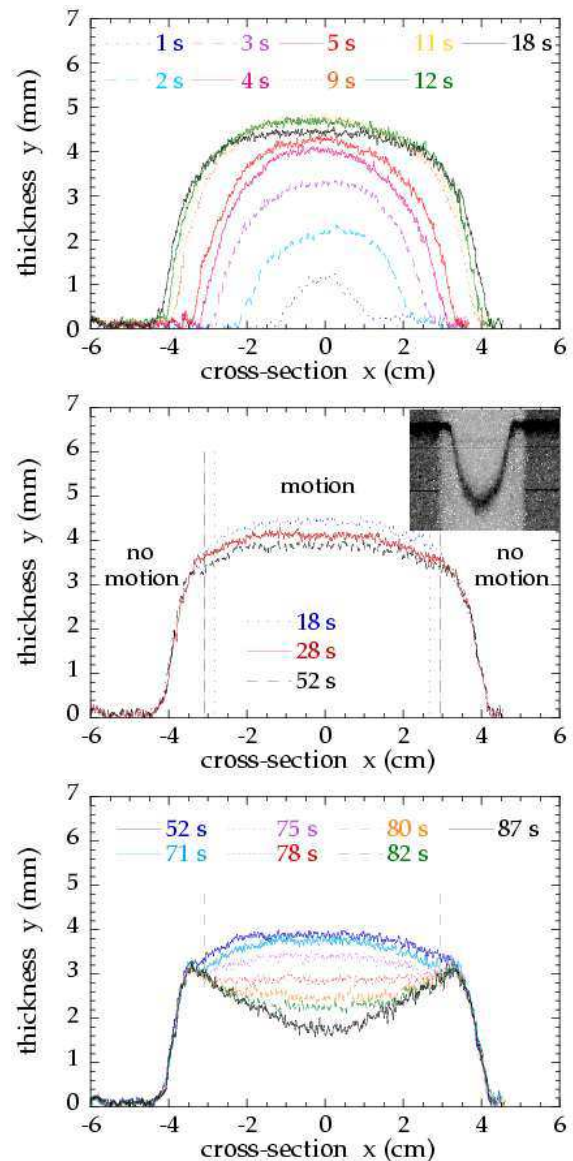 7
1 s 3 s 5 s 11 s 18 s
6
2 s 4 s 9 s 12 s
5
4
3
2
1
0
thickness y (mm)
-6 -4 -2 0 2 4 6
cross-section x (cm)
7
6
5
4
3
2
1
0
thickness y (mm)
motion
no motion
no motion
18 s
28 s
52 s
-6 -4 -2 0 2 4 6
cross-section x (cm)
7
52 s 75 s 80 s 87 s
6
71 s 78 s 82 s
5
4
3
2
1
0
thickness y (mm)
-6 -4 -2 0 2 4 6
cross-section x (cm)